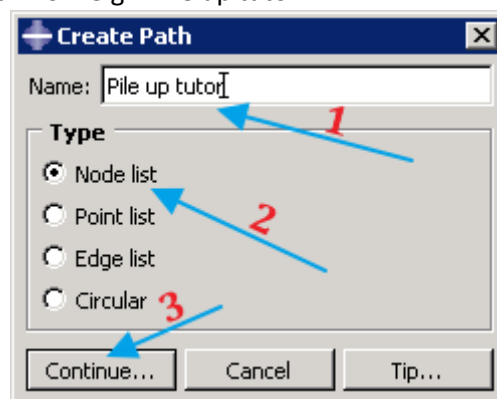 Create Path
Name: Pile up tutor
1
Type
Node list
2
Point list
Edge list
Circular
3
Continue... Cancel Tip...